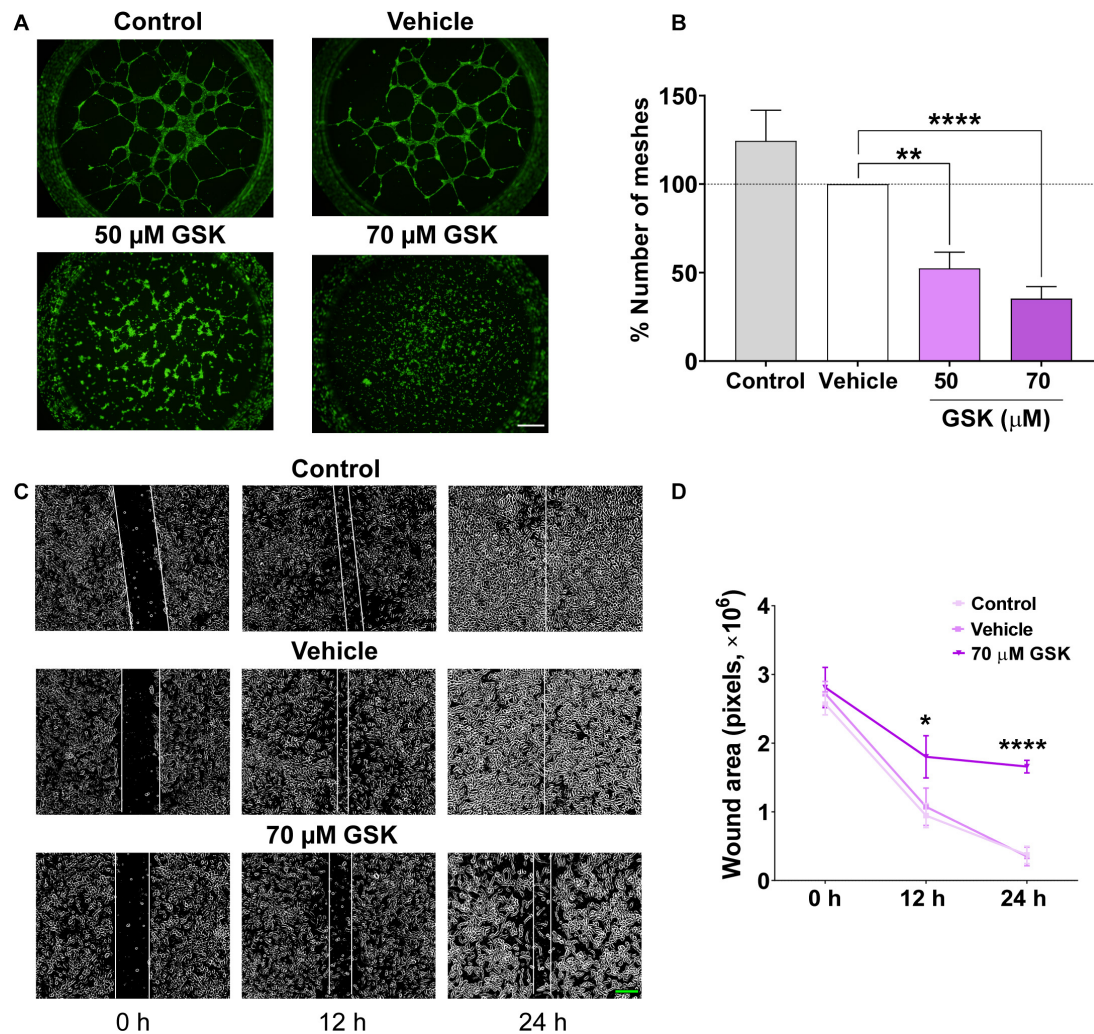 A
Control
Vehicle
50 µM GSK
70 µM GSK
B
% Number of meshes
150
100
50
0
**
****
Control
Vehicle
50
70
GSK (µM)
C
Control
Vehicle
70 µM GSK
0 h
12 h
24 h
D
Wound area (pixels, ×10⁶)
4
3
2
1
0
Control
Vehicle
70 µM GSK
*
****
0 h
12 h
24 h